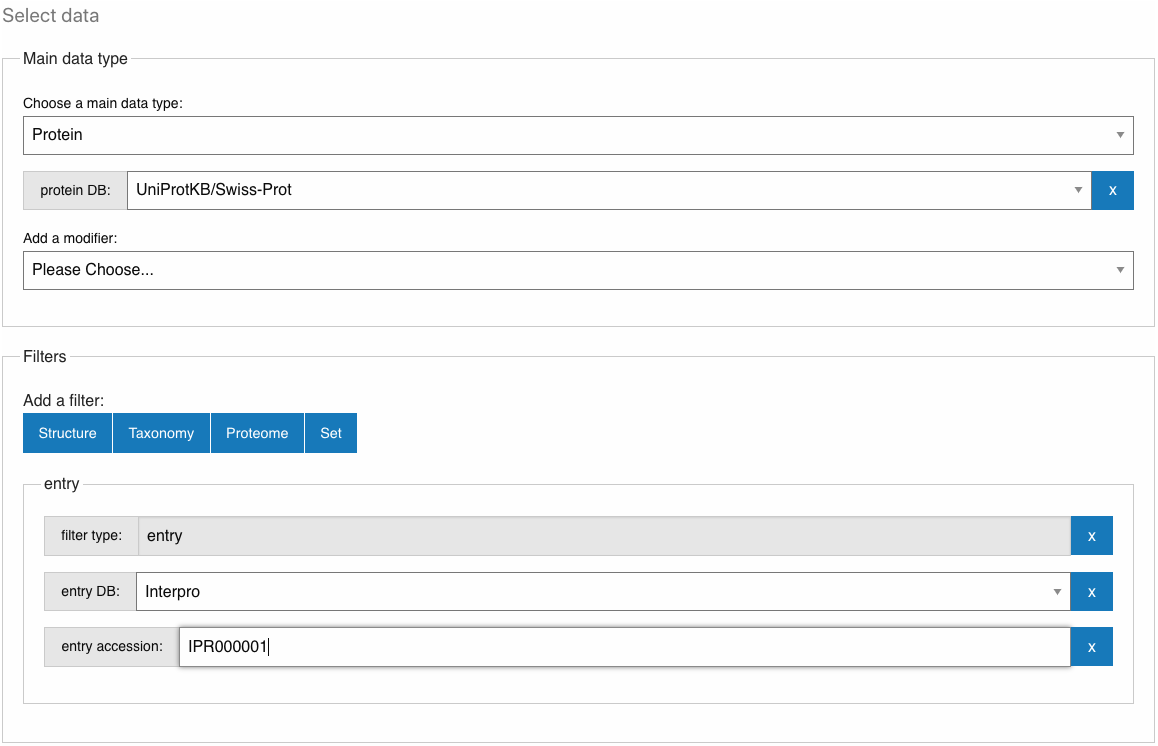 Select data
Main data type
Choose a main data type:
Protein
protein DB: UniProtKB/Swiss-Prot x
Add a modifier:
Please Choose...
Filters
Add a filter:
Structure Taxonomy Proteome Set
entry
filter type: entry x
entry DB: Interpro x
entry accession: IPR000001 x